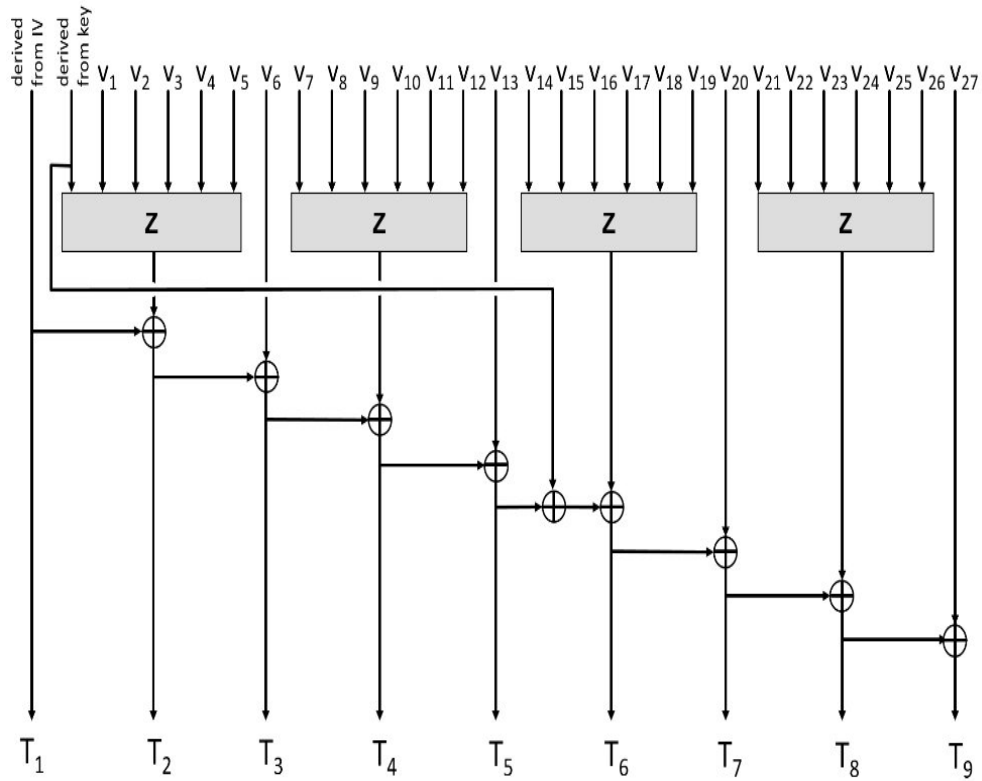 derived from IV
derived from key
V1 V2 V3 V4 V5 V6 V7 V8 V9 V10 V11 V12 V13 V14 V15 V16 V17 V18 V19 V20 V21 V22 V23 V24 V25 V26 V27
Z Z Z Z
T1 T2 T3 T4 T5 T6 T7 T8 T9